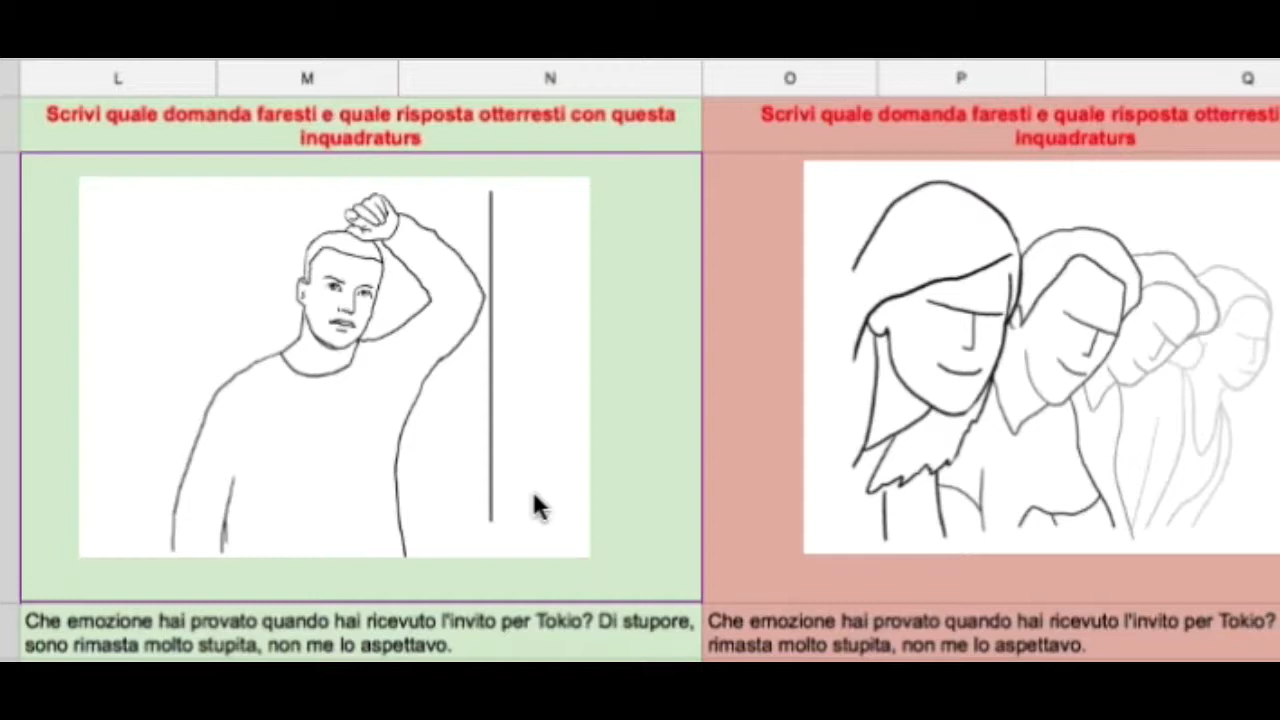 L M N O P Q
Scrivi quale domanda faresti e quale risposta otterresti con questa
inquadraturs
Scrivi quale domanda faresti e quale risposta otterresti
inquadraturs
Che emozione hai provato quando hai ricevuto l'invito per Tokio? Di stupore,
sono rimasta molto stupita, non me lo aspettavo.
Che emozione hai provato quando hai ricevuto l'invito per Tokio?
rimasta molto stupita, non me lo aspettavo.